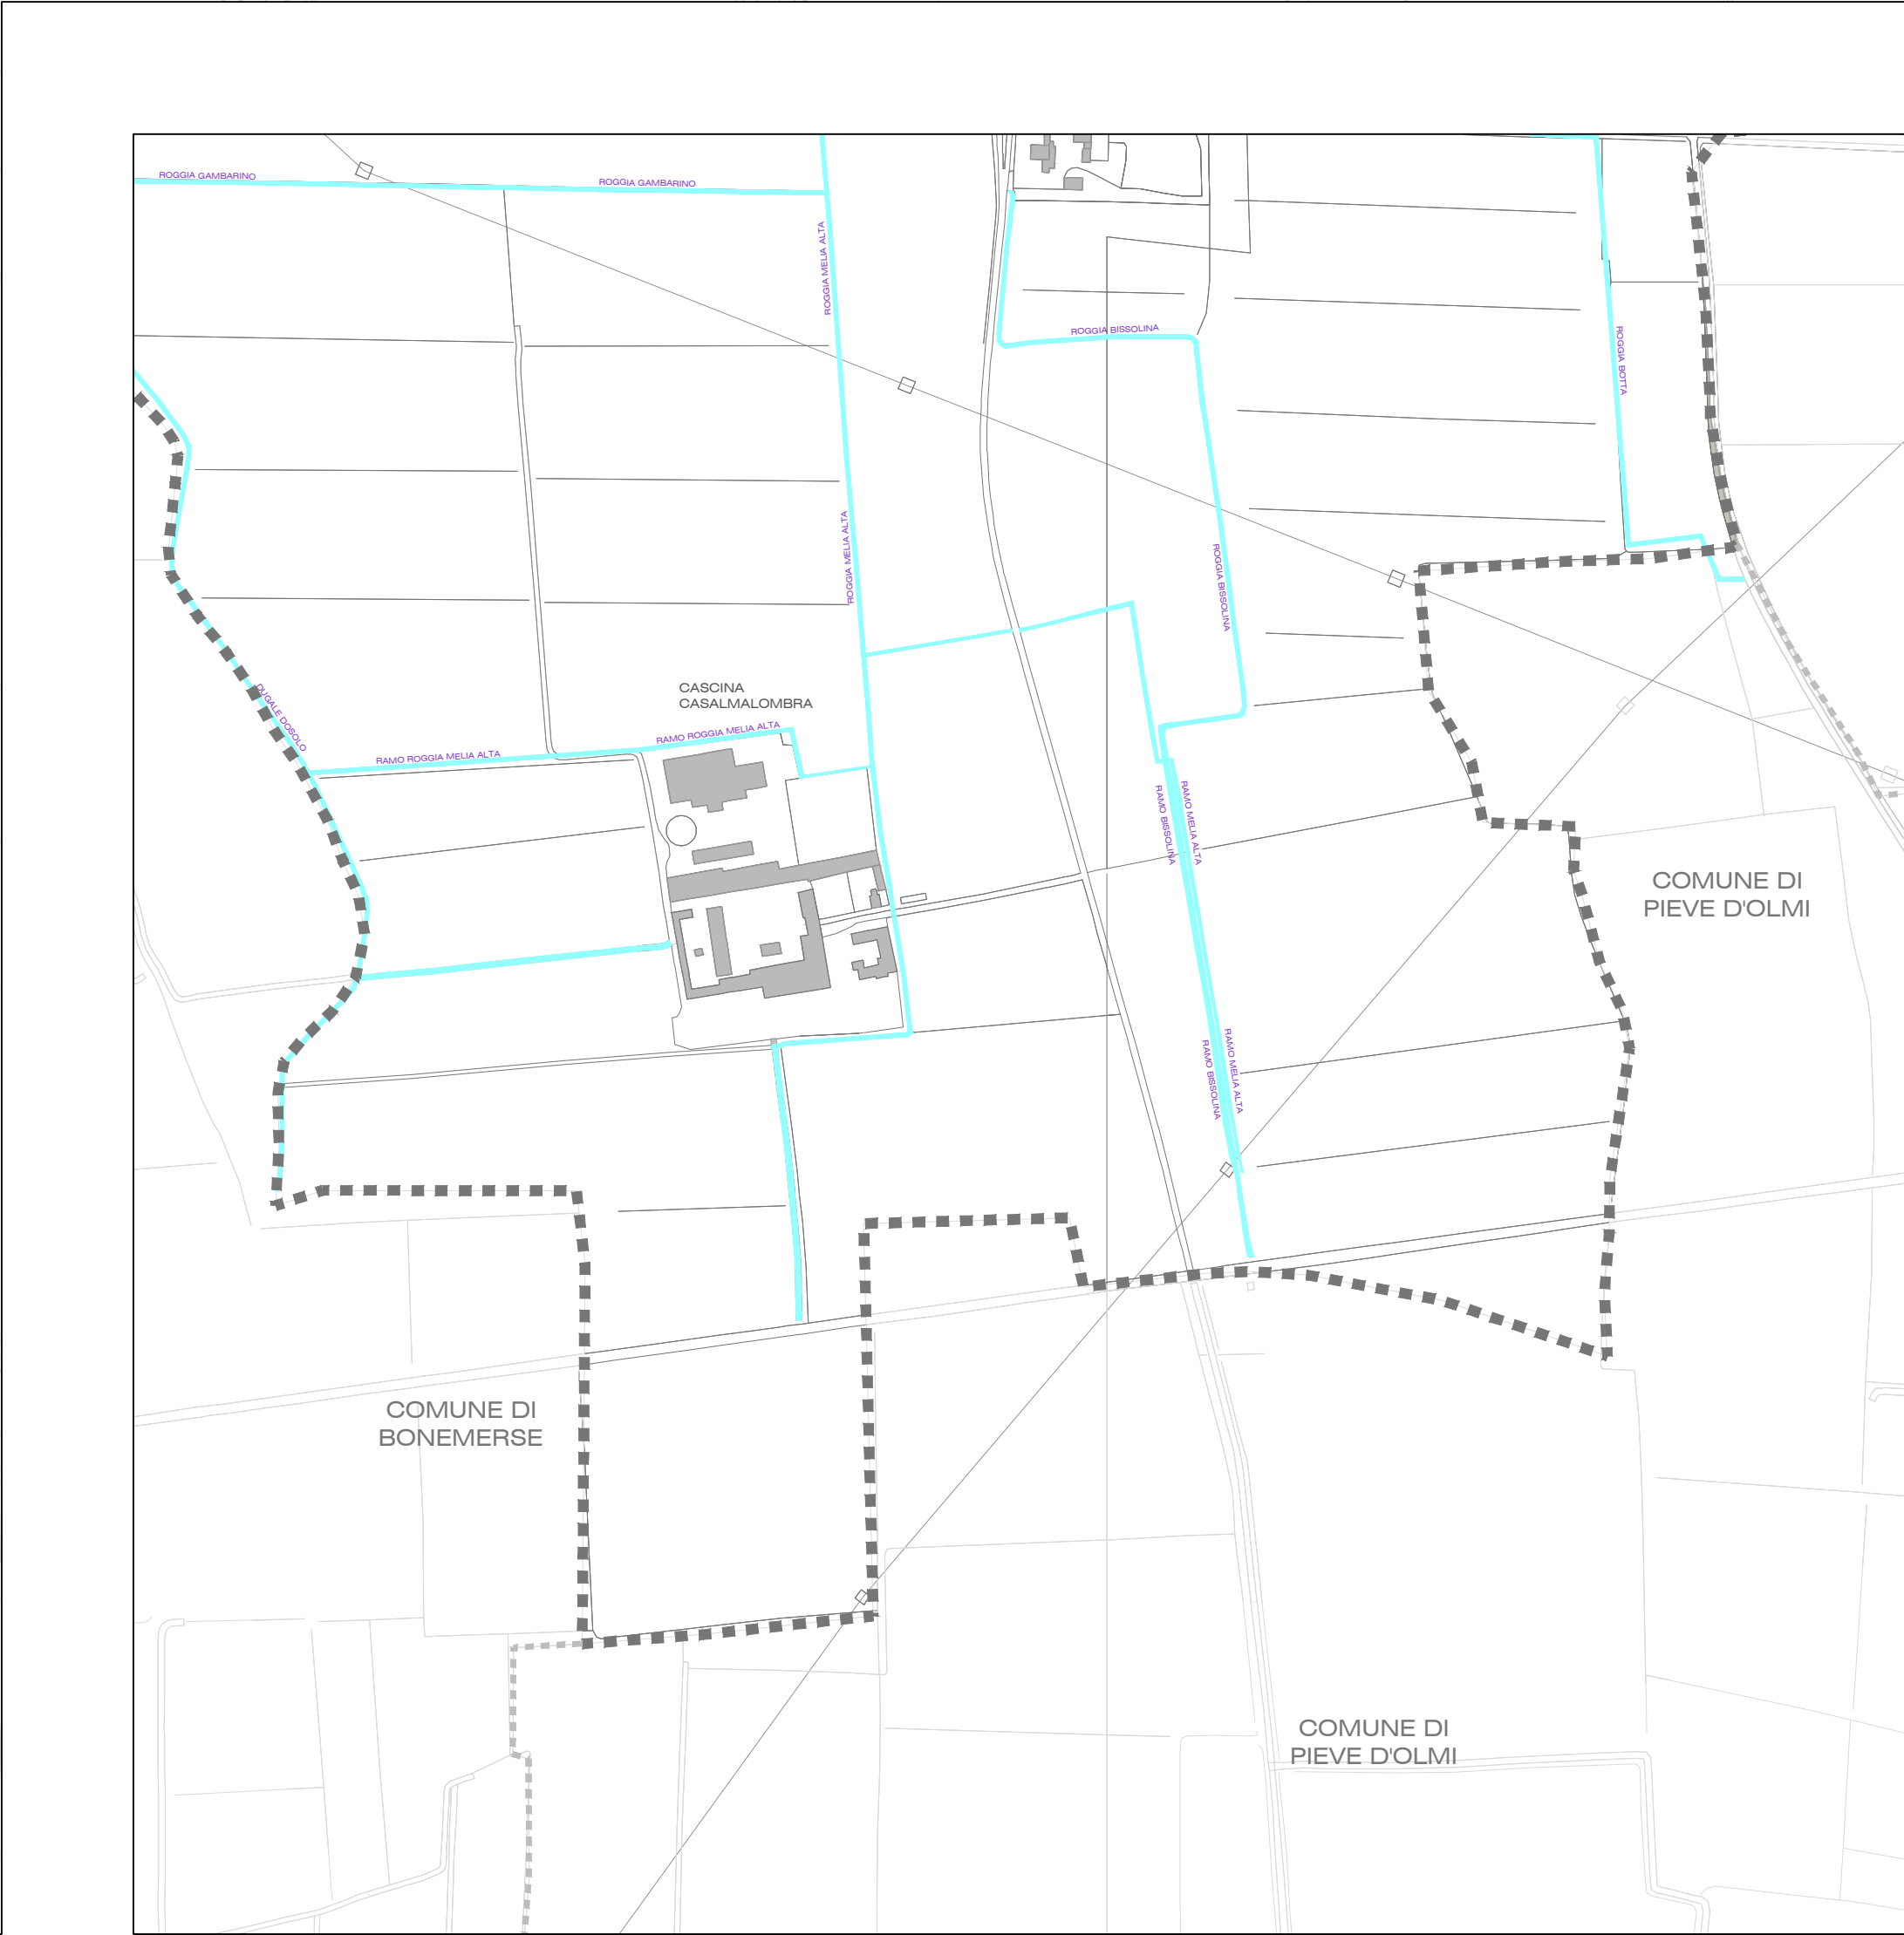 ROGGIA GAMBARINO
ROGGIA GAMBARINO
ROGGIA MELIA ALTA
ROGGIA BISSOLINA
ROGGIA BOTTA
ROGGIA MELIA ALTA
ROGGIA BISSOLINA
DUGALE DOSOLO
CASCINA
CASALMALOMBRA
RAMO ROGGIA MELIA ALTA
RAMO ROGGIA MELIA ALTA
RAMO BISSOLINA
RAMO MELIA ALTA
COMUNE DI
PIEVE D'OLMI
RAMO BISSOLINA
RAMO MELIA ALTA
COMUNE DI
BONEMERSE
COMUNE DI
PIEVE D'OLMI